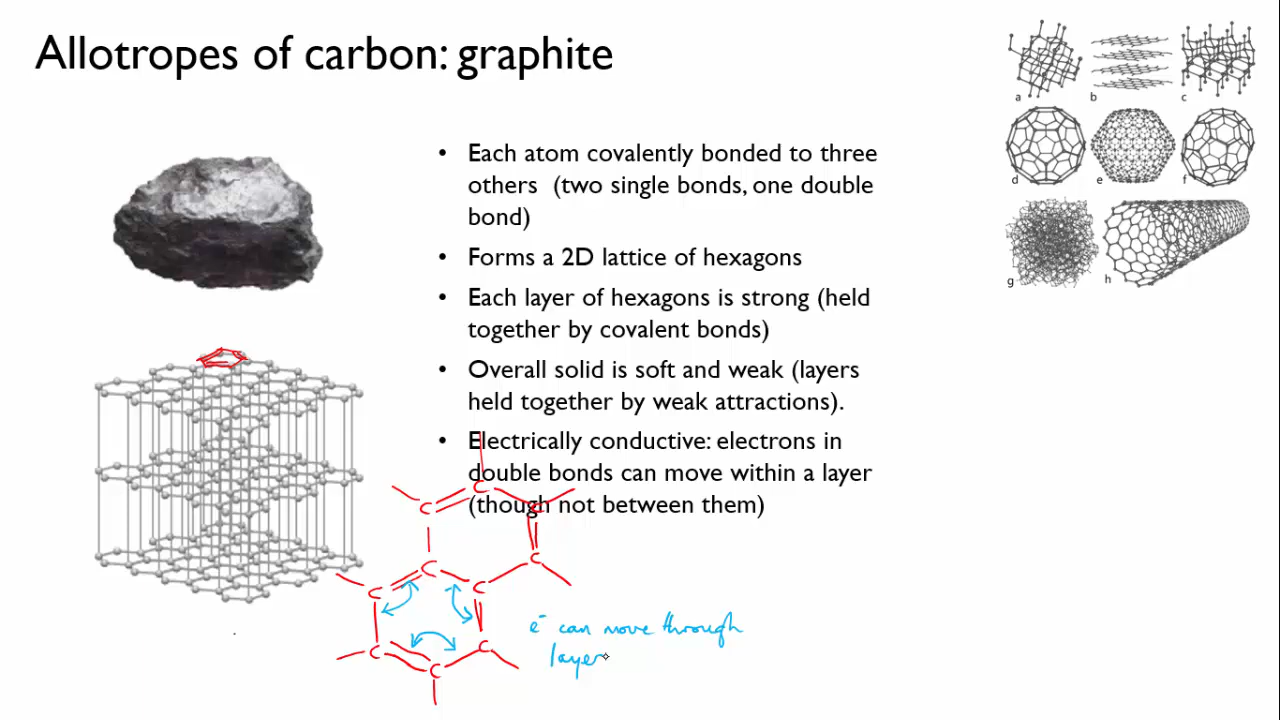 Allotropes of carbon: graphite
a b c
d e f
g h
• Each atom covalently bonded to three
others (two single bonds, one double
bond)
• Forms a 2D lattice of hexagons
• Each layer of hexagons is strong (held
together by covalent bonds)
• Overall solid is soft and weak (layers
held together by weak attractions).
• Electrically conductive: electrons in
double bonds can move within a layer
(though not between them)
C
C C
C
C
C C
C C
C
e⁻ can move through
layer